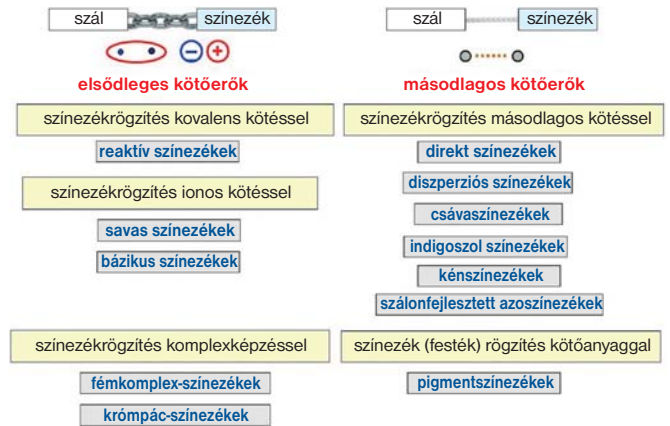 szál
színezék
elsődleges kötőerők
színezékrögzítés kovalens kötéssel
reaktív színezékek
színezékrögzítés ionos kötéssel
savas színezékek
bázikus színezékek
színezékrögzítés komplexképzéssel
fémkomplex-színezékek
krómpác-színezékek
szál
színezék
másodlagos kötőerők
színezékrögzítés másodlagos kötéssel
direkt színezékek
diszperziós színezékek
csávaszínezékek
indigoszol színezékek
kénszínezékek
szálonfejlesztett azoszínezékek
színezék (festék) rögzítés kötőanyaggal
pigmentszínezékek